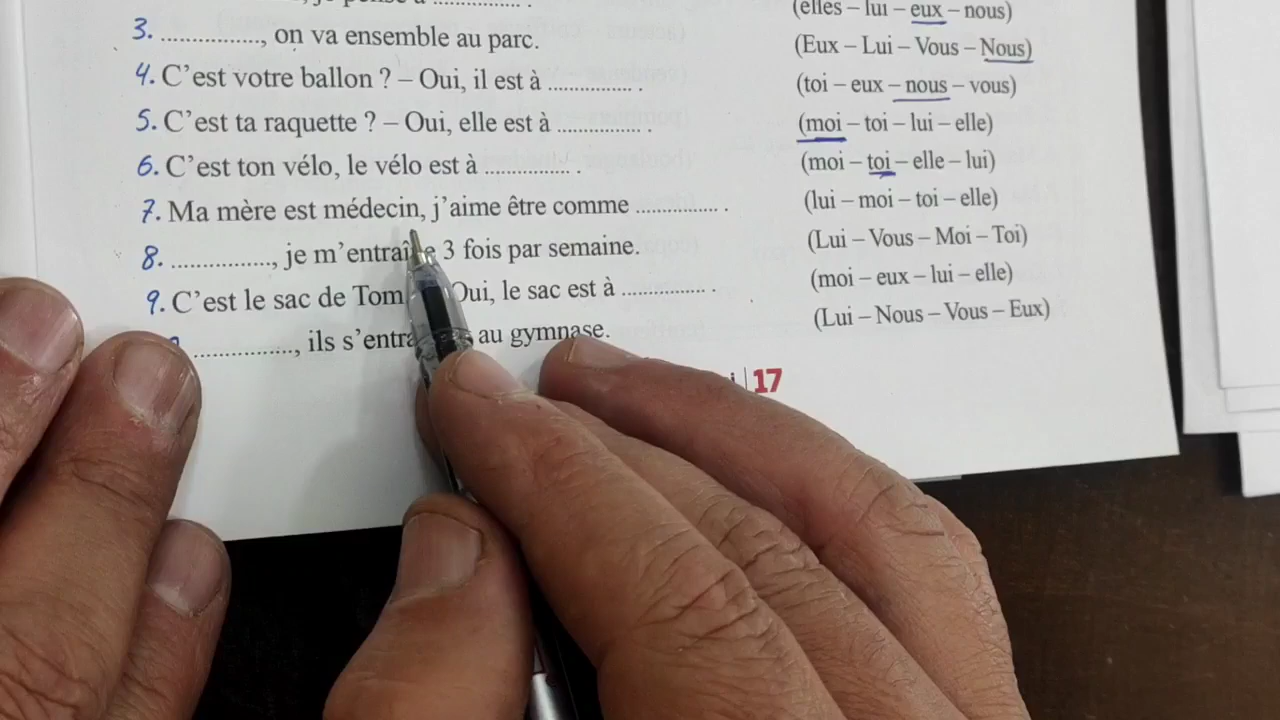 à ............... . (elles – lui – eux – nous)
3. ..............., on va ensemble au parc. (Eux – Lui – Vous – Nous)
4. C'est votre ballon ? – Oui, il est à ............... . (toi – eux – nous – vous)
5. C'est ta raquette ? – Oui, elle est à ............... . (moi – toi – lui – elle)
6. C'est ton vélo, le vélo est à ............... . (moi – toi – elle – lui)
7. Ma mère est médecin, j'aime être comme ............... . (lui – moi – toi – elle)
8. ..............., je m'entraîne 3 fois par semaine. (Lui – Vous – Moi – Toi)
9. C'est le sac de Tom Oui, le sac est à ............... . (moi – eux – lui – elle)
..............., ils au gymnase. (Lui – Nous – Vous – Eux)
17